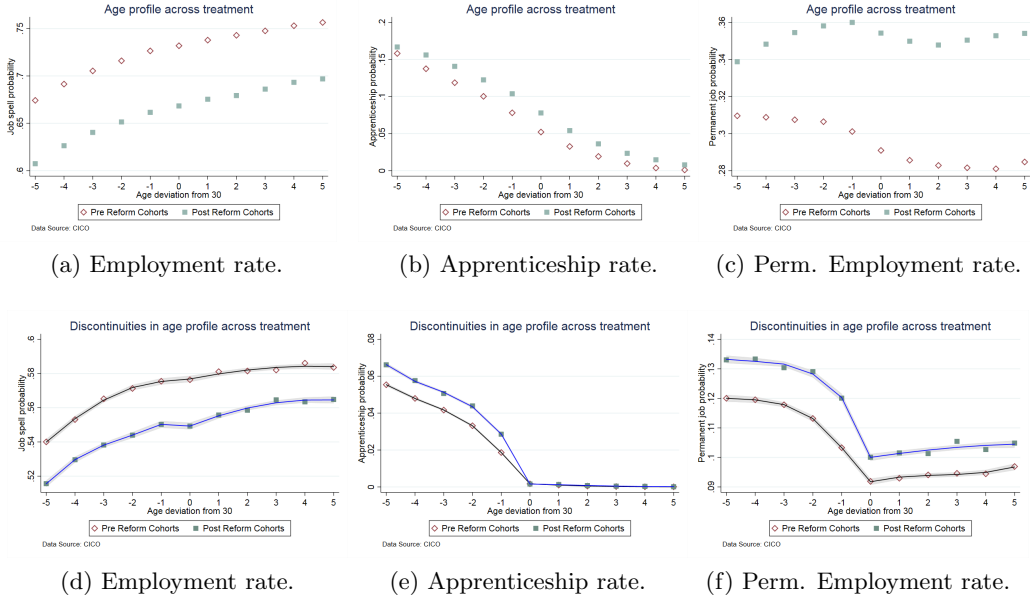 Age profile across treatment
Job spell probability
.75
.7
.65
.6
-5 -4 -3 -2 -1 0 1 2 3 4 5
Age deviation from 30
Pre Reform Cohorts Post Reform Cohorts
Data Source: CICO
(a) Employment rate.
Age profile across treatment
Apprenticeship probability
.2
.15
.1
.05
0
-5 -4 -3 -2 -1 0 1 2 3 4 5
Age deviation from 30
Pre Reform Cohorts Post Reform Cohorts
Data Source: CICO
(b) Apprenticeship rate.
Age profile across treatment
Permanent job probability
.36
.34
.32
.3
.28
-5 -4 -3 -2 -1 0 1 2 3 4 5
Age deviation from 30
Pre Reform Cohorts Post Reform Cohorts
Data Source: CICO
(c) Perm. Employment rate.
Discontinuities in age profile across treatment
Job spell probability
.6
.58
.56
.54
.52
-5 -4 -3 -2 -1 0 1 2 3 4 5
Age deviation from 30
Pre Reform Cohorts Post Reform Cohorts
Data Source: CICO
(d) Employment rate.
Discontinuities in age profile across treatment
Apprenticeship probability
.08
.06
.04
.02
0
-5 -4 -3 -2 -1 0 1 2 3 4 5
Age deviation from 30
Pre Reform Cohorts Post Reform Cohorts
Data Source: CICO
(e) Apprenticeship rate.
Discontinuities in age profile across treatment
Permanent job probability
.14
.13
.12
.11
.1
.09
-5 -4 -3 -2 -1 0 1 2 3 4 5
Age deviation from 30
Pre Reform Cohorts Post Reform Cohorts
Data Source: CICO
(f) Perm. Employment rate.